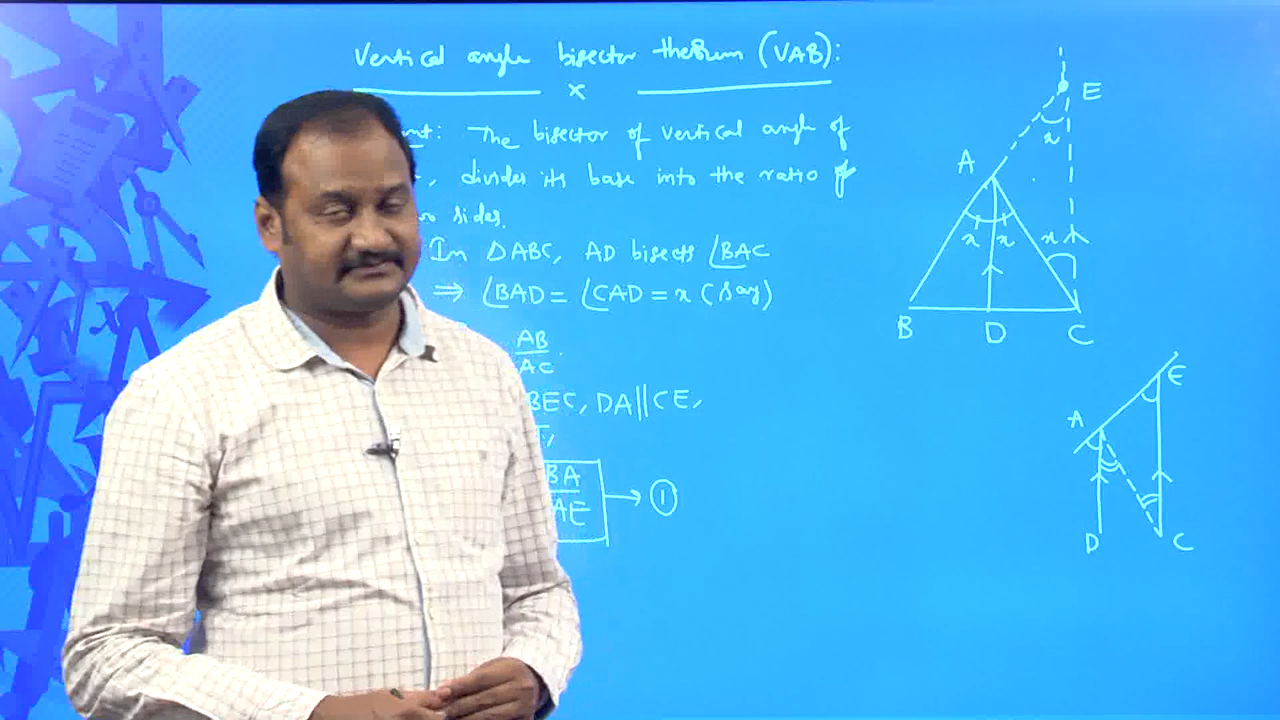 Vertical angle bisector theorem (VAB):
x
: The bisector of vertical angle of
, divides its base into the ratio of
sides.
In ΔABC, AD bisects ∠BAC
⇒ ∠BAD = ∠CAD = x (say)
AB
AC
BEC, DA∥CE,
BA
AE
→ ①
E
x
A
x x x
B D C
E
A
D C